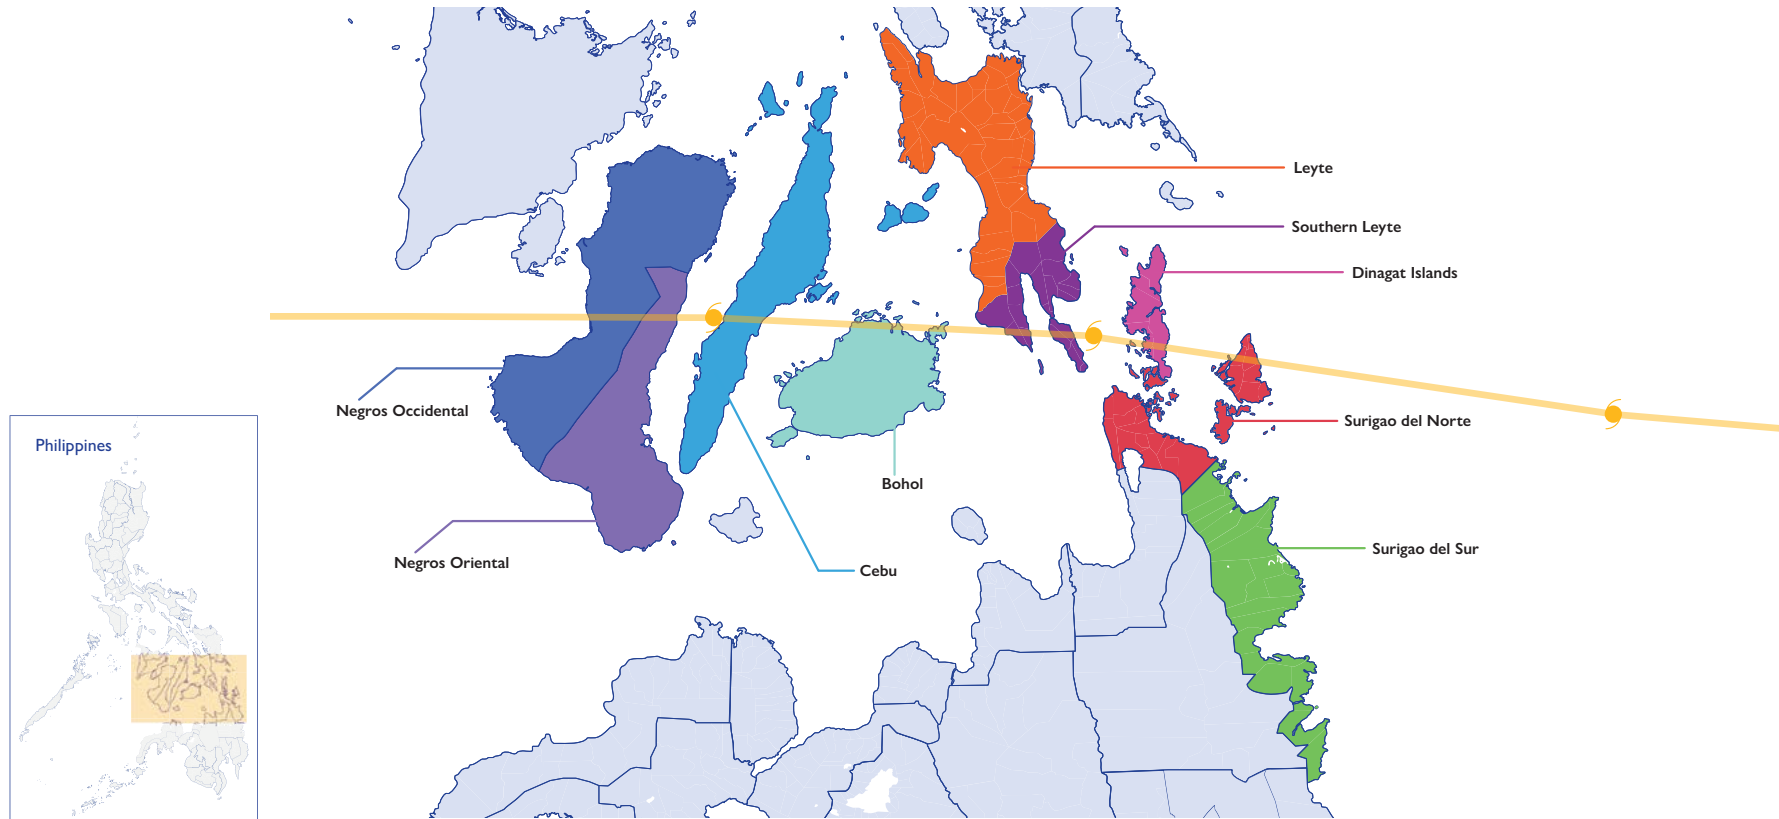 Leyte
Southern Leyte
Dinagat Islands
Negros Occidental
Surigao del Norte
Philippines
Bohol
Surigao del Sur
Negros Oriental
Cebu